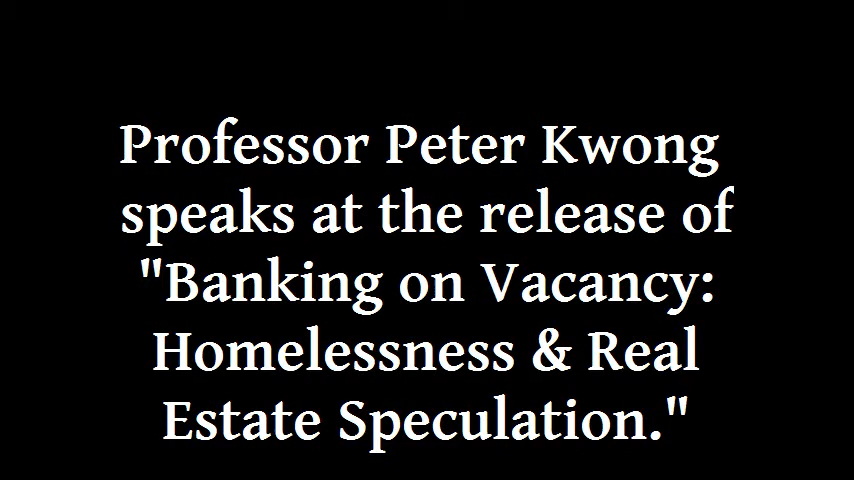 Professor Peter Kwong
speaks at the release of
"Banking on Vacancy:
Homelessness & Real
Estate Speculation."